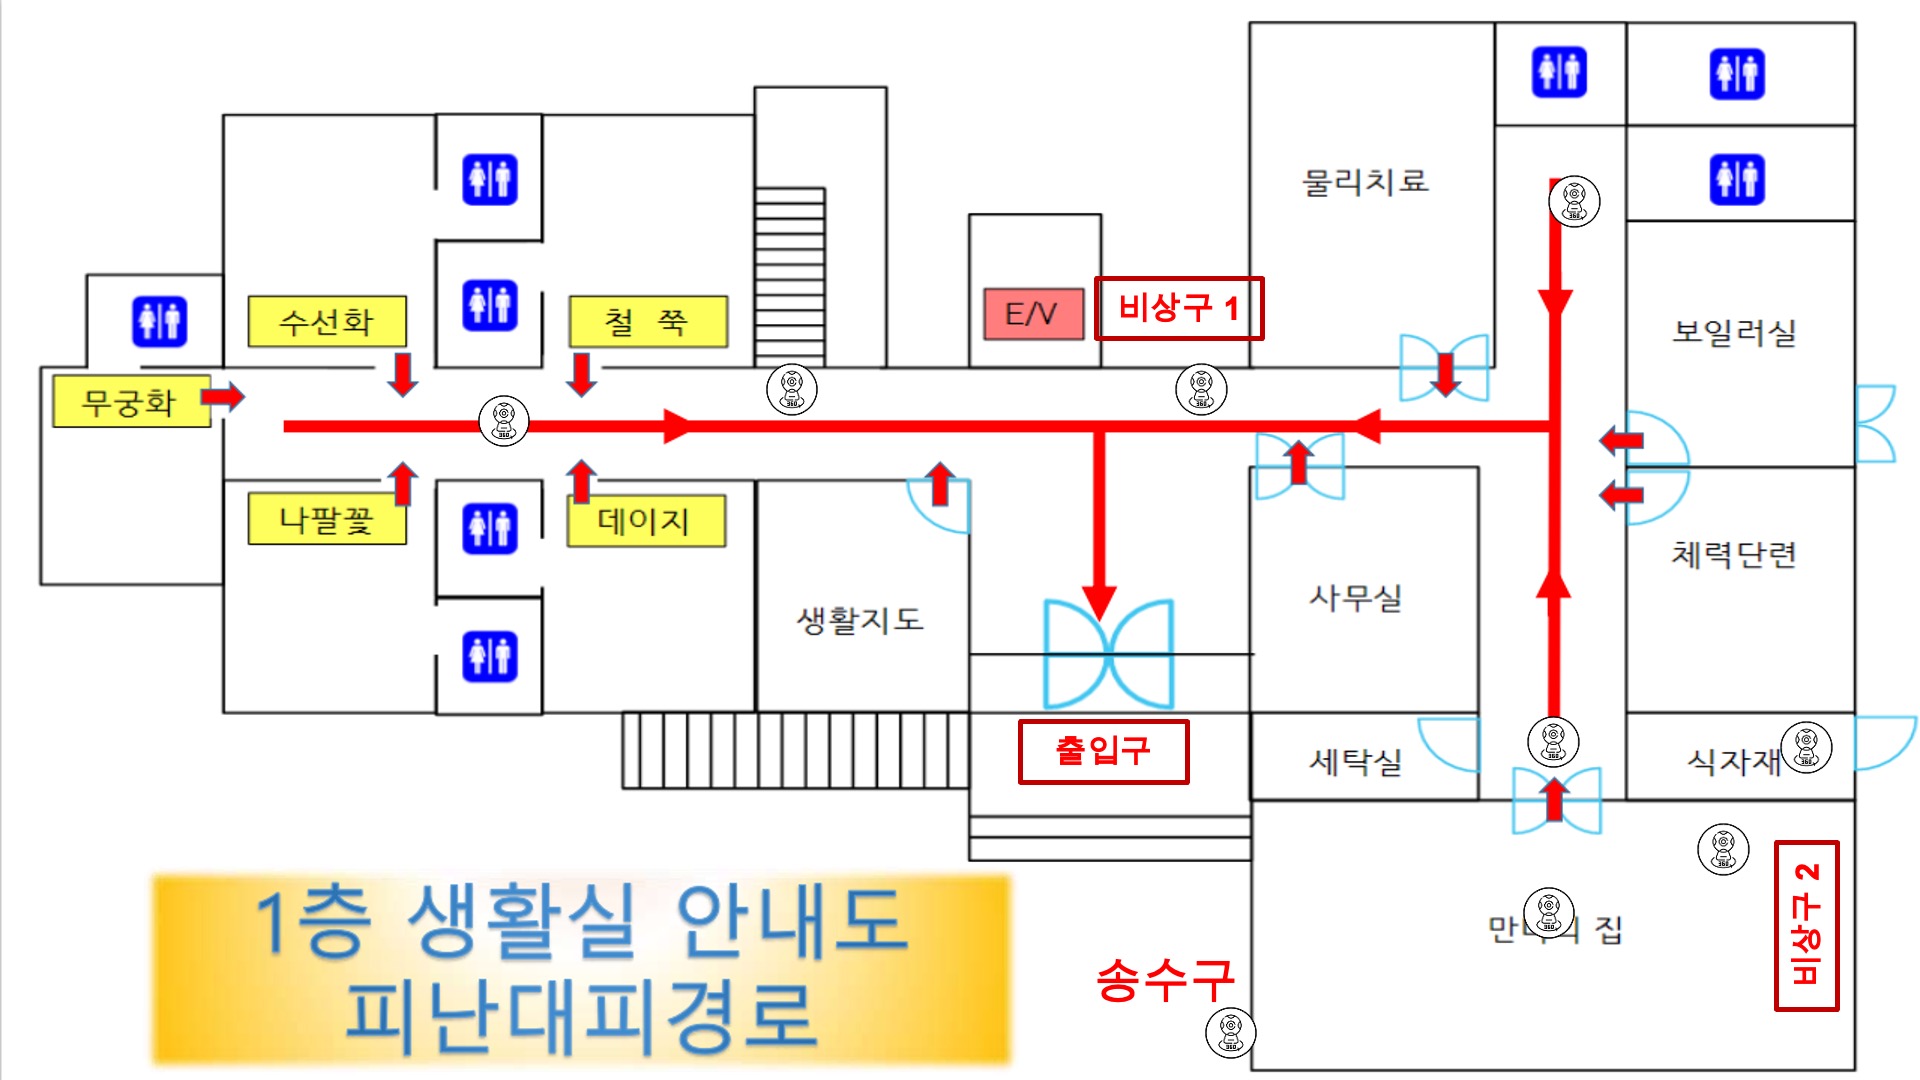 물리치료
수선화
철 쭉
E/V
비상구 1
보일러실
무궁화
나팔꽃
데이지
체력단련
사무실
생활지도
출입구
세탁실
식자재
비상구 2
집
송수구
1층 생활실 안내도
피난대피경로